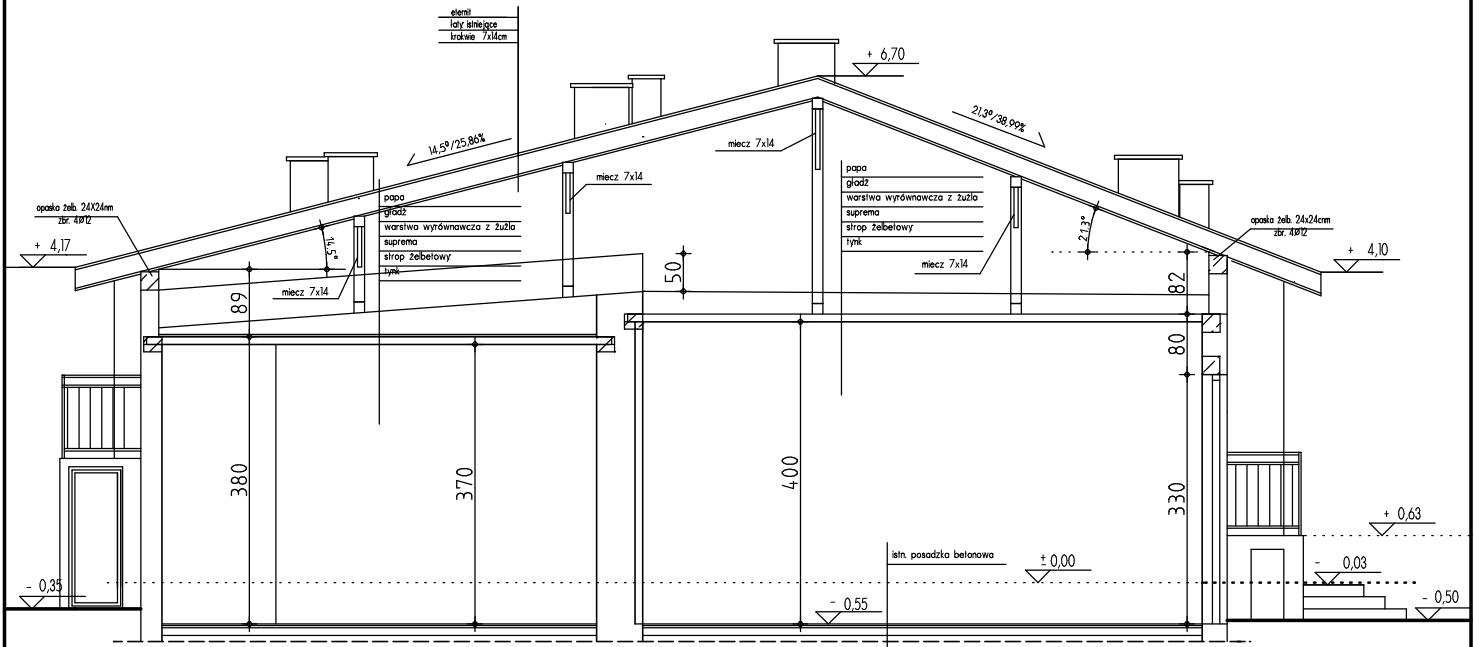 eternit
łaty istniejące
krokwie 7x14cm
+ 6,70
14,5°/25,86%
21,3°/38,99%
miecz 7x14
miecz 7x14
papa
gładź
warstwa wyrównawcza z żużla
suprema
strop żelbetowy
tynk
papa
gładź
warstwa wyrównawcza z żużla
suprema
strop żelbetowy
tynk
opaska żelb. 24X24nm
zbr. 4Ø12
opaska żelb. 24x24cnm
zbr. 4Ø12
+ 4,17
14,5°
21,3°
+ 4,10
miecz 7x14
miecz 7x14
89
50
82
80
380
370
400
330
istn. posadzka betonowa
± 0,00
+ 0,63
- 0,03
- 0,35
- 0,55
- 0,50